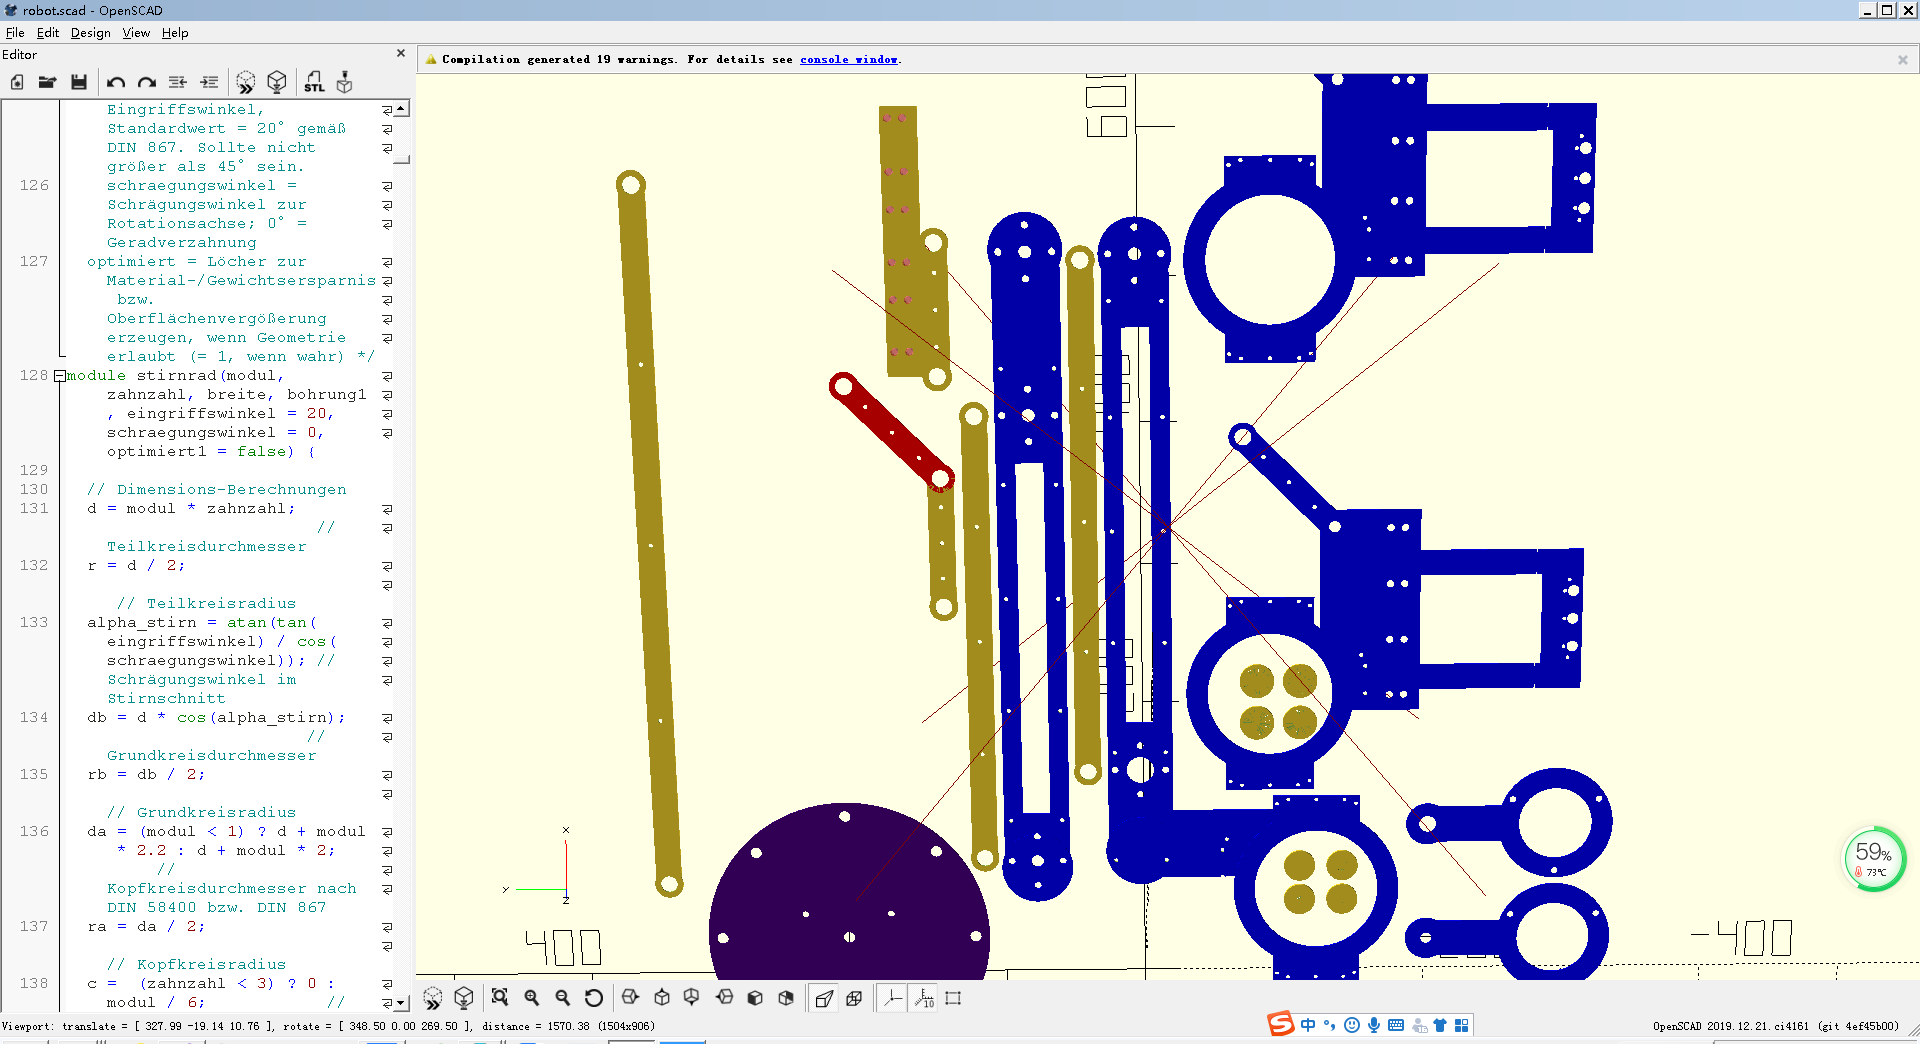 robot.scad - OpenSCAD
File Edit Design View Help
Editor
Compilation generated 19 warnings. For details see console window.
STL
Eingriffswinkel,
Standardwert = 20° gemäß
DIN 867. Sollte nicht
größer als 45° sein.
126 schraegungswinkel =
Schrägungswinkel zur
Rotationsachse; 0° =
Geradverzahnung
127 optimiert = Löcher zur
Material-/Gewichtsersparnis
bzw.
Oberflächenvergößerung
erzeugen, wenn Geometrie
erlaubt (= 1, wenn wahr) */
128 module stirnrad(modul,
zahnzahl, breite, bohrung1
, eingriffswinkel = 20,
schraegungswinkel = 0,
optimiert1 = false) {
129
130 // Dimensions-Berechnungen
131 d = modul * zahnzahl;
//
Teilkreisdurchmesser
132 r = d / 2;
// Teilkreisradius
133 alpha_stirn = atan(tan(
eingriffswinkel) / cos(
schraegungswinkel)); //
Schrägungswinkel im
Stirnschnitt
134 db = d * cos(alpha_stirn);
//
Grundkreisdurchmesser
135 rb = db / 2;
// Grundkreisradius
136 da = (modul < 1) ? d + modul
* 2.2 : d + modul * 2;
//
Kopfkreisdurchmesser nach
DIN 58400 bzw. DIN 867
137 ra = da / 2;
// Kopfkreisradius
138 c = (zahnzahl < 3) ? 0 :
modul / 6; //
600
400
-400
X
Y
Z
59%
73℃
10
Viewport: translate = [ 327.99 -19.14 10.76 ], rotate = [ 348.50 0.00 269.50 ], distance = 1570.38 (1504x906)
中
OpenSCAD 2019.12.21.ci4161 (git 4ef45b00)